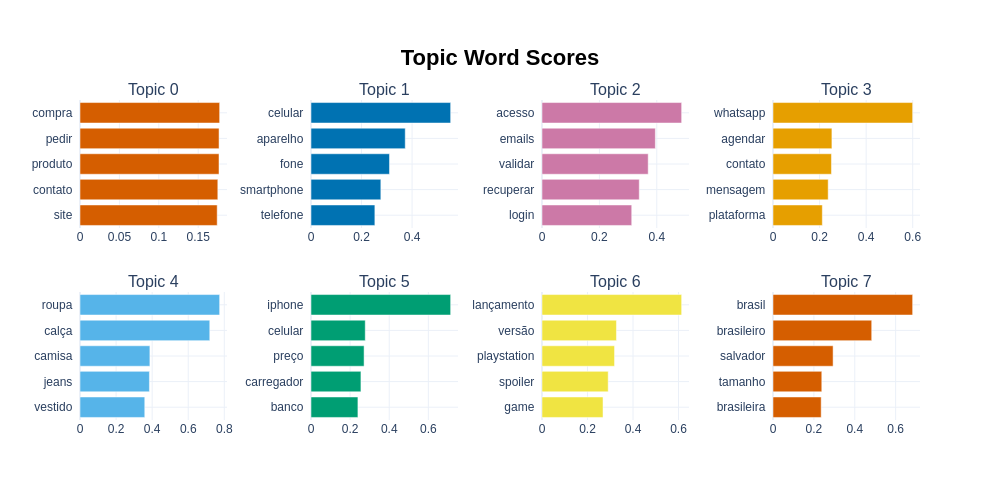 Topic Word Scores
Topic 0
compra
pedir
produto
contato
site
0 0.05 0.1 0.15
Topic 1
celular
aparelho
fone
smartphone
telefone
0 0.2 0.4
Topic 2
acesso
emails
validar
recuperar
login
0 0.2 0.4
Topic 3
whatsapp
agendar
contato
mensagem
plataforma
0 0.2 0.4 0.6
Topic 4
roupa
calça
camisa
jeans
vestido
0 0.2 0.4 0.6 0.8
Topic 5
iphone
celular
preço
carregador
banco
0 0.2 0.4 0.6
Topic 6
lançamento
versão
playstation
spoiler
game
0 0.2 0.4 0.6
Topic 7
brasil
brasileiro
salvador
tamanho
brasileira
0 0.2 0.4 0.6